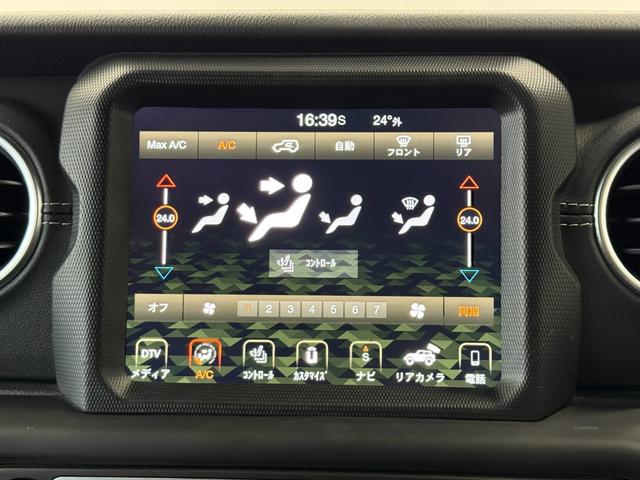 16:39S 24°外
Max A/C A/C 自動 フロント リア
24.0 24.0
コントロール
オフ 1 2 3 4 5 6 7 同期
DTV S
メディア A/C コントロール カスタマイズ ナビ リアカメラ 電話